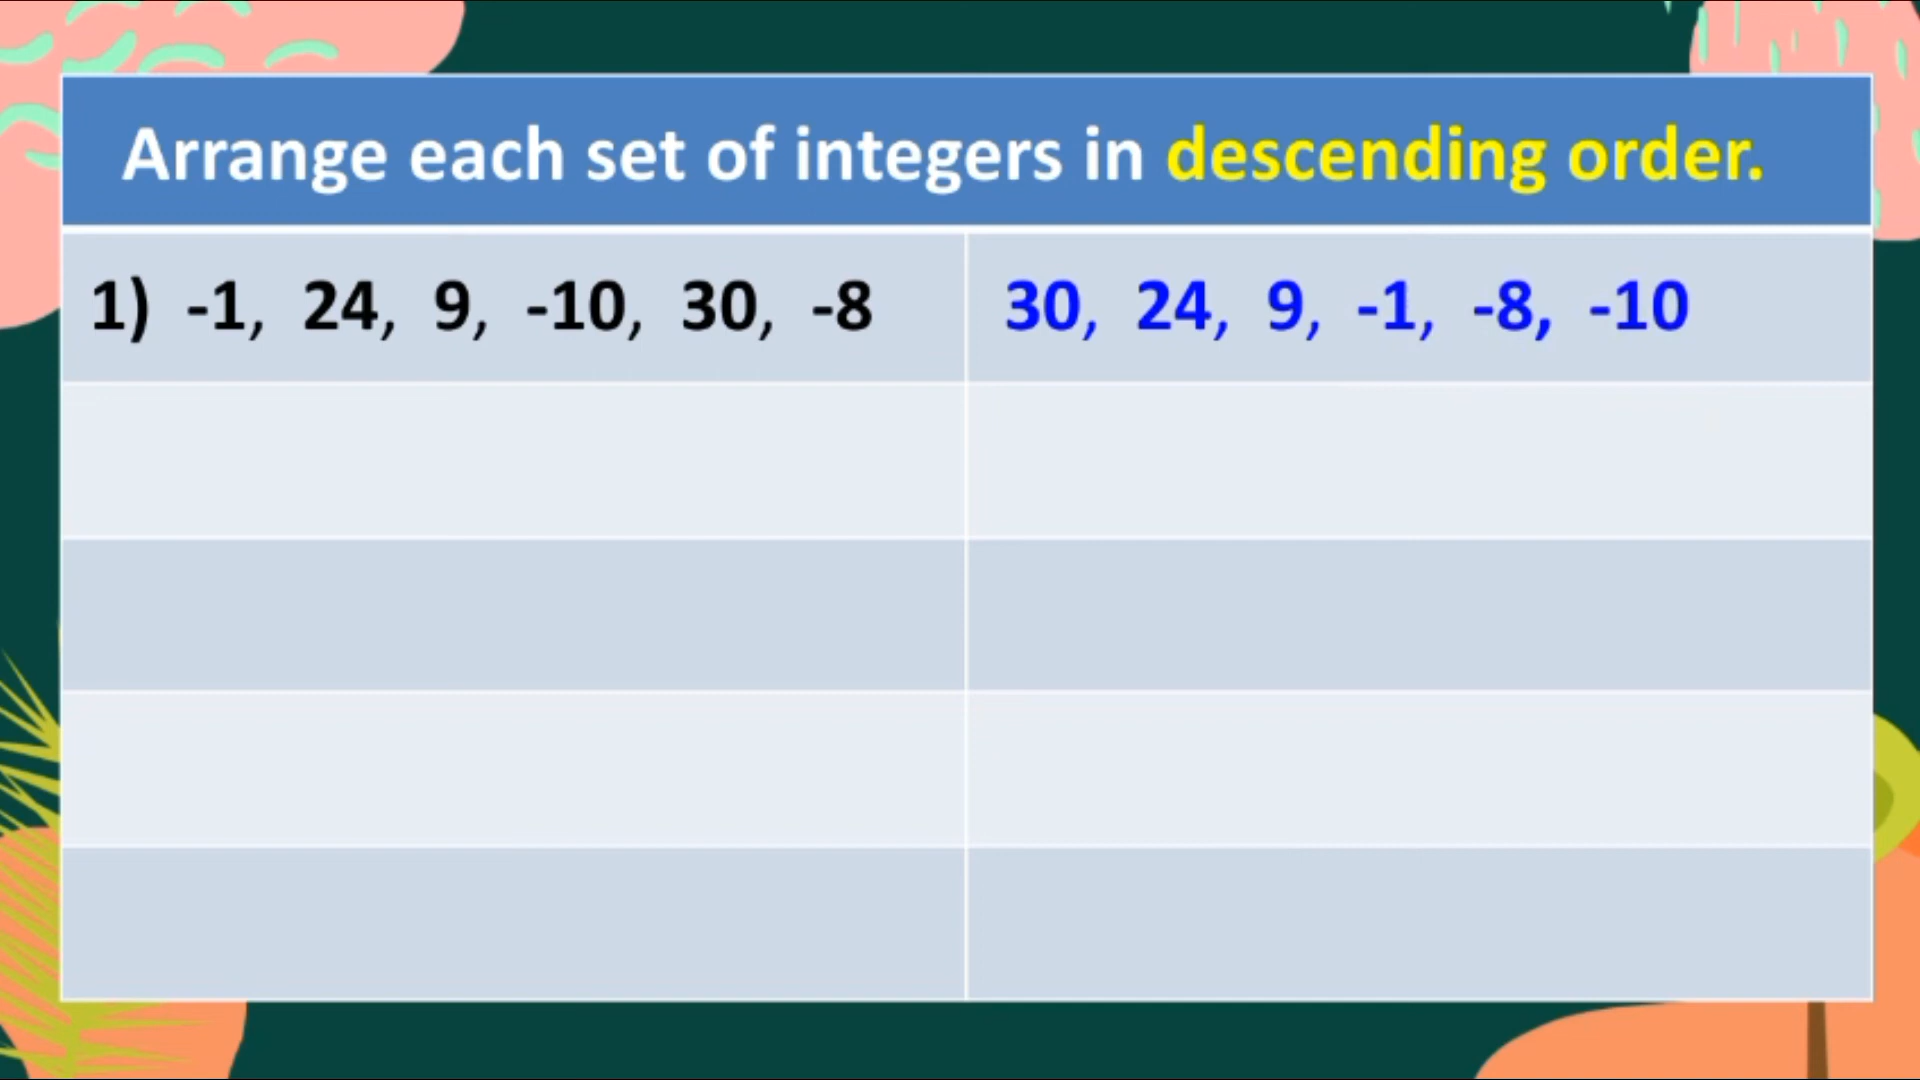 Arrange each set of integers in descending order.
1) -1, 24, 9, -10, 30, -8
30, 24, 9, -1, -8, -10